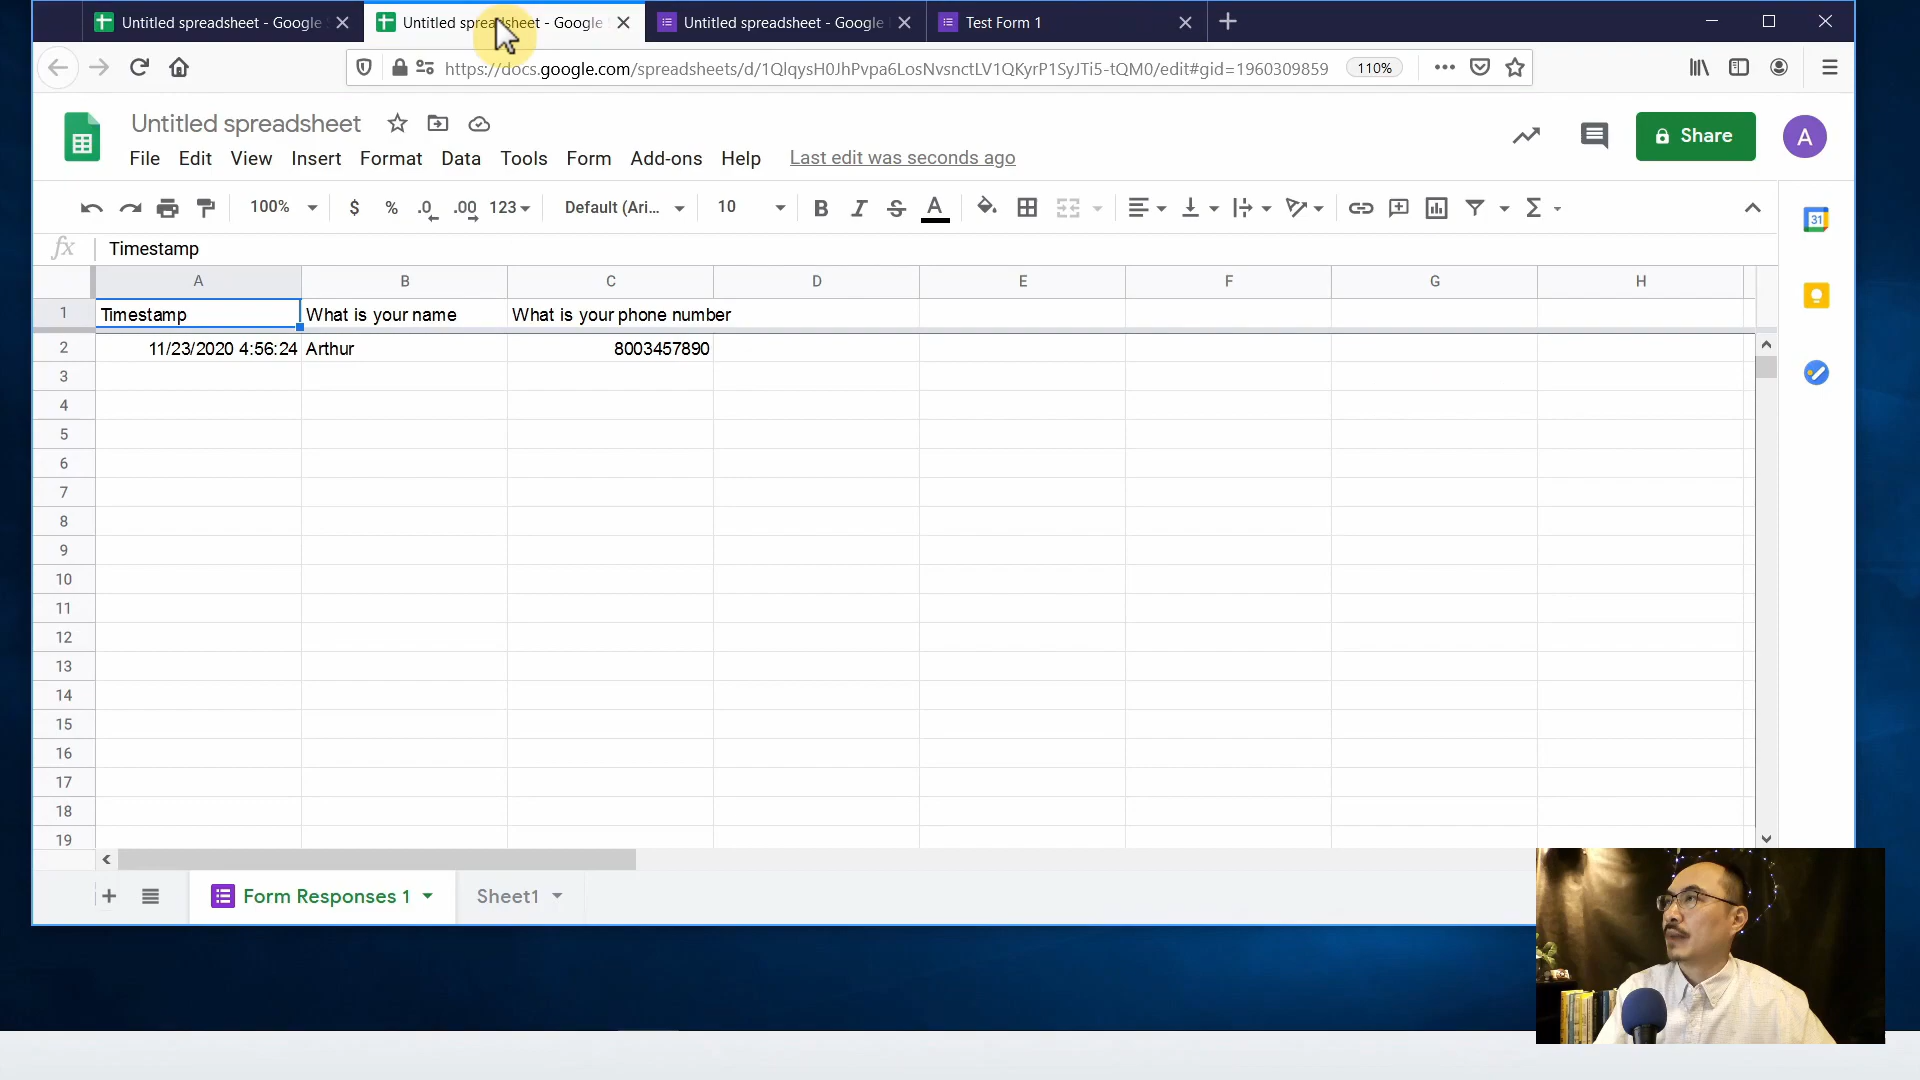 Untitled spreadsheet - Google S
Untitled spreadsheet - Google S
Untitled spreadsheet - Google
Test Form 1
https://docs.google.com/spreadsheets/d/1QlqysH0JhPvpa6LosNvsnctLV1QKyrP1SyJTi5-tQM0/edit#gid=1960309859
110%
Untitled spreadsheet
File Edit View Insert Format Data Tools Form Add-ons Help Last edit was seconds ago
Share
A
100% $ % .0 .00 123 Default (Ari... 10 B I S A Σ
31
fx Timestamp
A B C D E F G H
1 Timestamp What is your name What is your phone number
2 11/23/2020 4:56:24 Arthur 8003457890
3
4
5
6
7
8
9
10
11
12
13
14
15
16
17
18
19
Form Responses 1 Sheet1